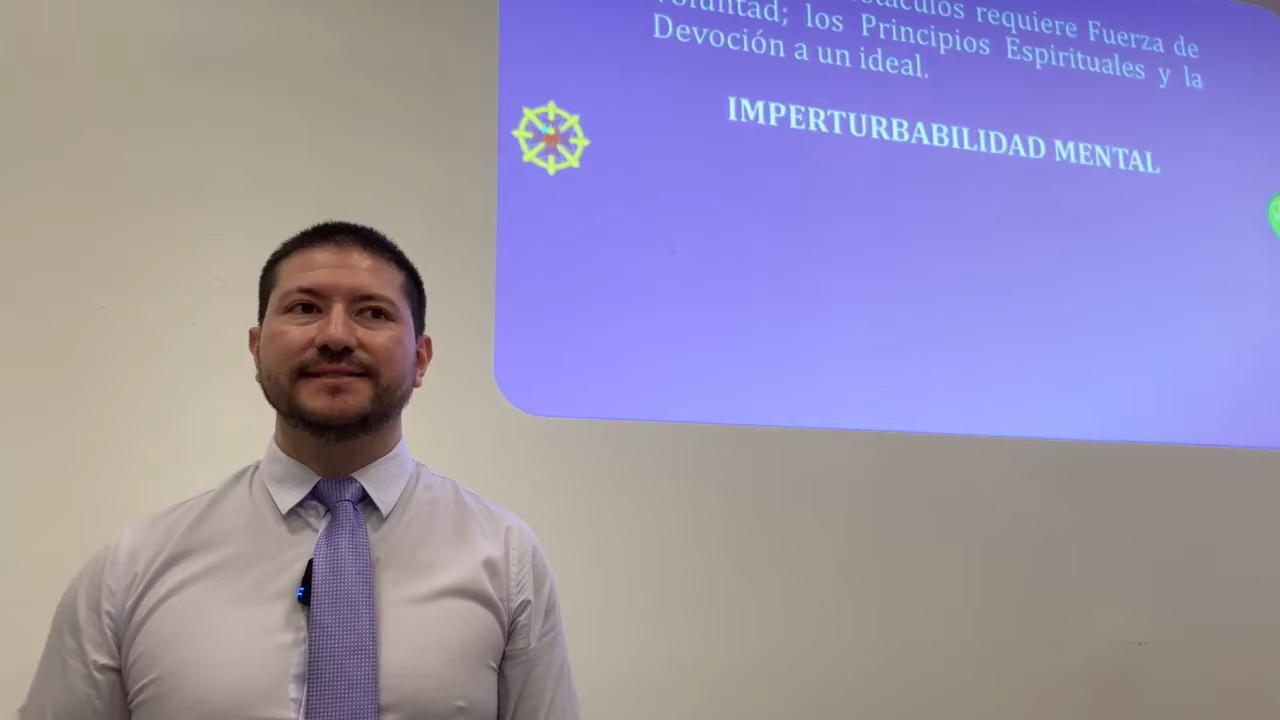 requiere Fuerza de
voluntad; los Principios Espirituales y la
Devoción a un ideal.
IMPERTURBABILIDAD MENTAL